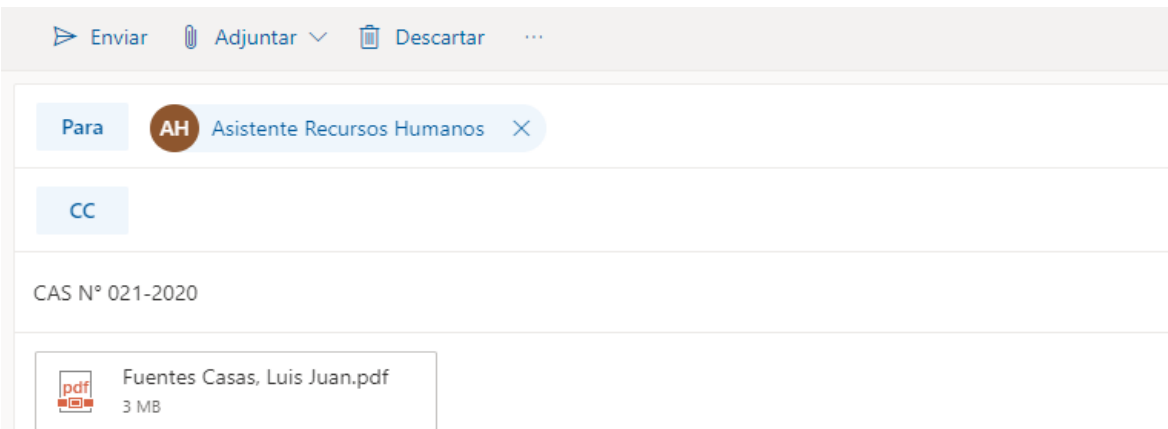 Enviar Adjuntar Descartar ...
Para AH Asistente Recursos Humanos
CC
CAS N° 021-2020
pdf Fuentes Casas, Luis Juan.pdf
3 MB